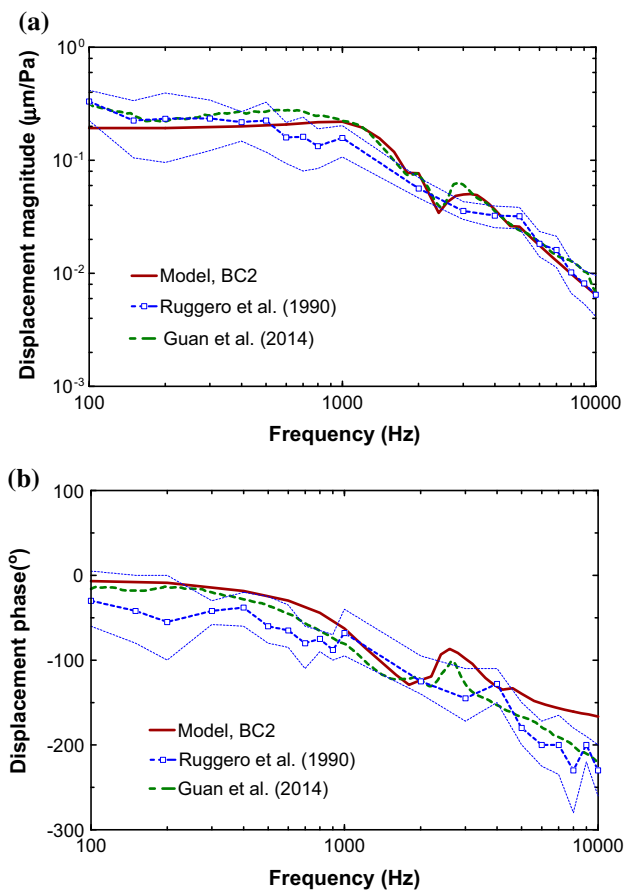 (a)
Displacement magnitude (μm/Pa)
10⁰
10⁻¹
10⁻²
10⁻³
Model, BC2
Ruggero et al. (1990)
Guan et al. (2014)
100
1000
10000
Frequency (Hz)
(b)
Displacement phase(º)
100
0
-100
-200
-300
Model, BC2
Ruggero et al. (1990)
Guan et al. (2014)
100
1000
10000
Frequency (Hz)